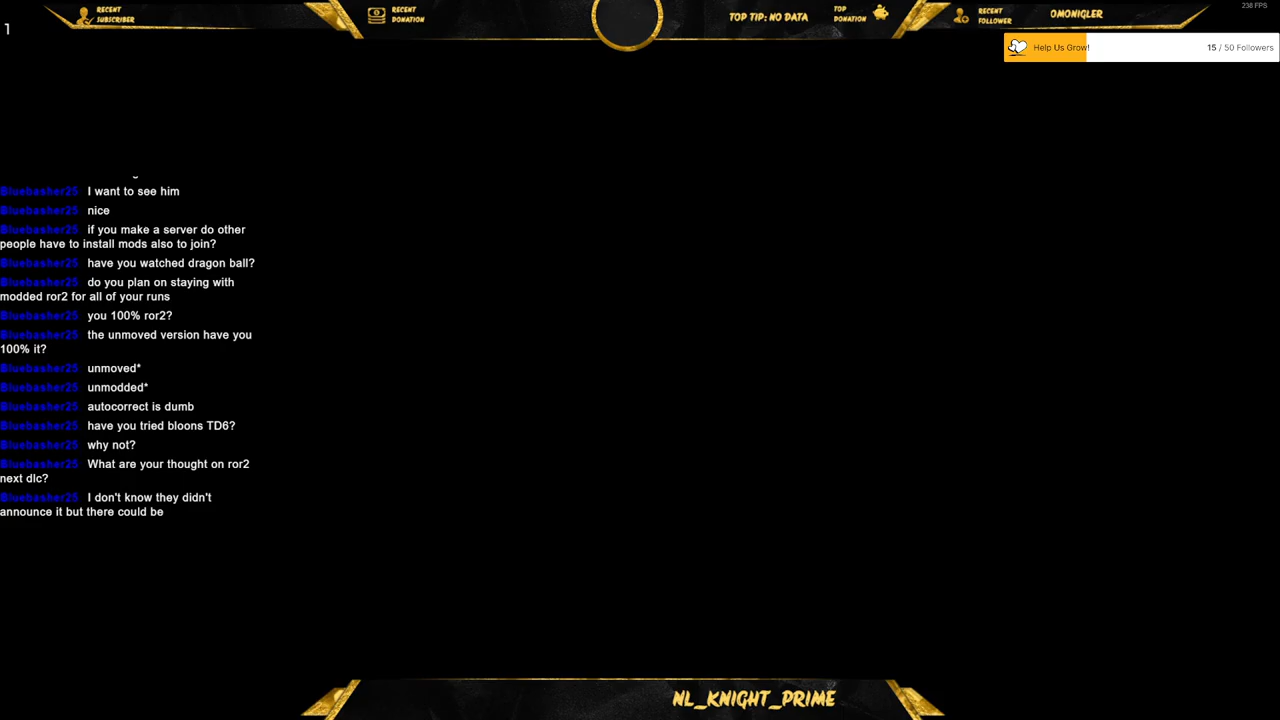 238 FPS
RECENT
SUBSCRIBER
RECENT
DONATION
TOP TIP: NO DATA
TOP
DONATION
RECENT
FOLLOWER
OMONIGLER
1
Help Us Grow!
15 / 50 Followers
Bluebasher25 I want to see him
Bluebasher25 nice
Bluebasher25 if you make a server do other
people have to install mods also to join?
Bluebasher25 have you watched dragon ball?
Bluebasher25 do you plan on staying with
modded ror2 for all of your runs
Bluebasher25 you 100% ror2?
Bluebasher25 the unmoved version have you
100% it?
Bluebasher25 unmoved*
Bluebasher25 unmodded*
Bluebasher25 autocorrect is dumb
Bluebasher25 have you tried bloons TD6?
Bluebasher25 why not?
Bluebasher25 What are your thought on ror2
next dlc?
Bluebasher25 I don't know they didn't
announce it but there could be
NL_KNIGHT_PRIME